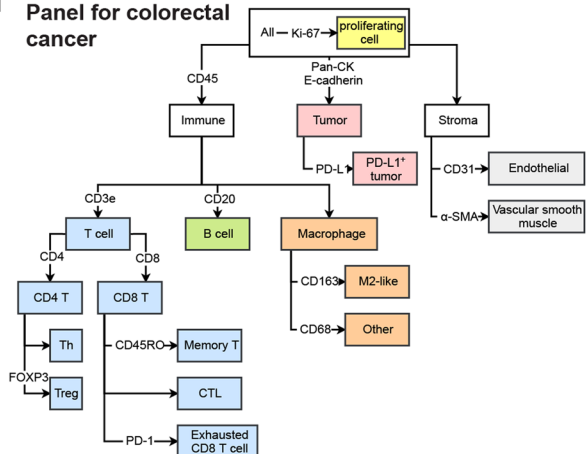 Panel for colorectal
cancer
All
Ki-67
proliferating
cell
CD45
Pan-CK
E-cadherin
Immune
Tumor
Stroma
PD-L1
PD-L1⁺
tumor
CD31
Endothelial
α-SMA
Vascular smooth
muscle
CD3e
CD20
T cell
B cell
Macrophage
CD4
CD8
CD4 T
CD8 T
CD163
M2-like
CD68
Other
Th
CD45RO
Memory T
FOXP3
Treg
CTL
PD-1
Exhausted
CD8 T cell